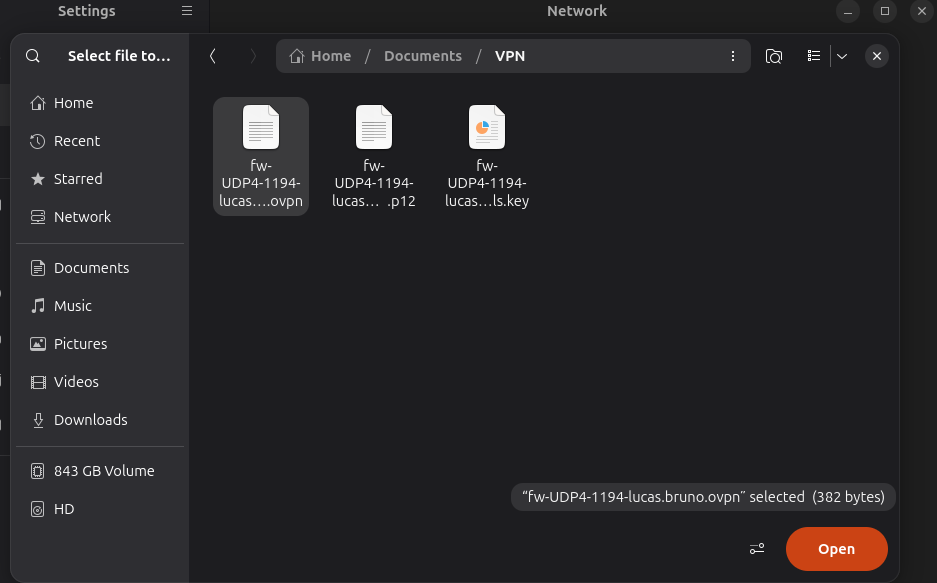 Settings
Network
Select file to…
Home / Documents / VPN
Home
Recent
Starred
Network
Documents
Music
Pictures
Videos
Downloads
843 GB Volume
HD
fw-
UDP4-1194-
lucas….ovpn
fw-
UDP4-1194-
lucas… .p12
fw-
UDP4-1194-
lucas…ls.key
“fw-UDP4-1194-lucas.bruno.ovpn” selected (382 bytes)
Open